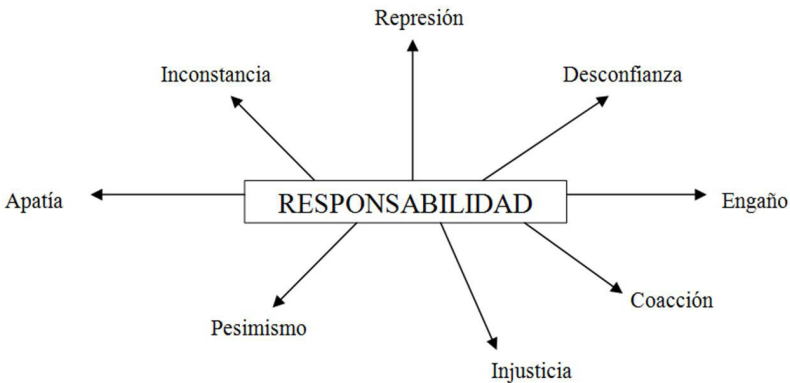 Represión
Inconstancia
Desconfianza
Apatía
RESPONSABILIDAD
Engaño
Coacción
Pesimismo
Injusticia